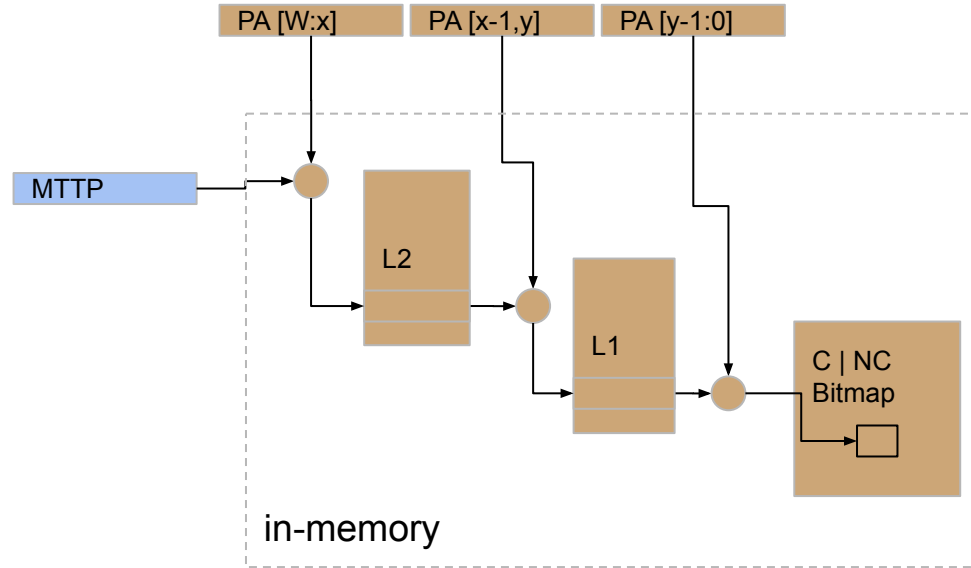 PA [W:x]
PA [x-1,y]
PA [y-1:0]
MTTP
L2
L1
C | NC
Bitmap
in-memory